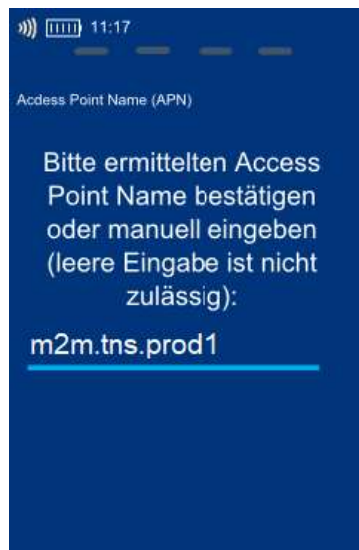 11:17
Acdess Point Name (APN)
Bitte ermittelten Access
Point Name bestätigen
oder manuell eingeben
(leere Eingabe ist nicht
zulässig):
m2m.tns.prod1